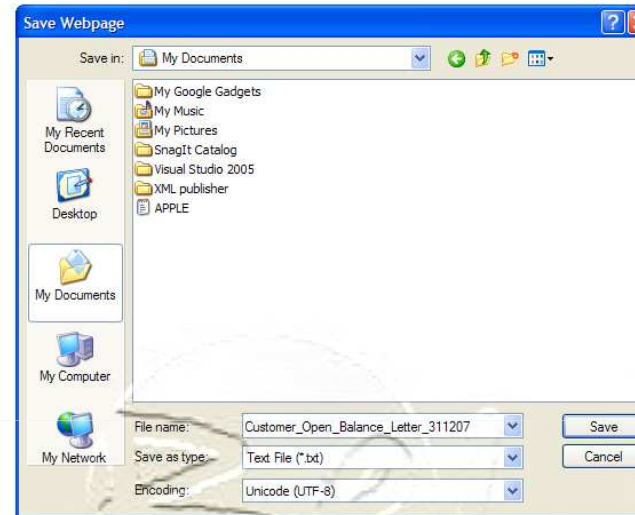 Save Webpage
Save in: My Documents
My Recent
Documents
Desktop
My Documents
My Computer
My Network
My Google Gadgets
My Music
My Pictures
SnagIt Catalog
Visual Studio 2005
XML publisher
APPLE
File name: Customer_Open_Balance_Letter_311207 Save
Save as type: Text File (*.txt) Cancel
Encoding: Unicode (UTF-8)